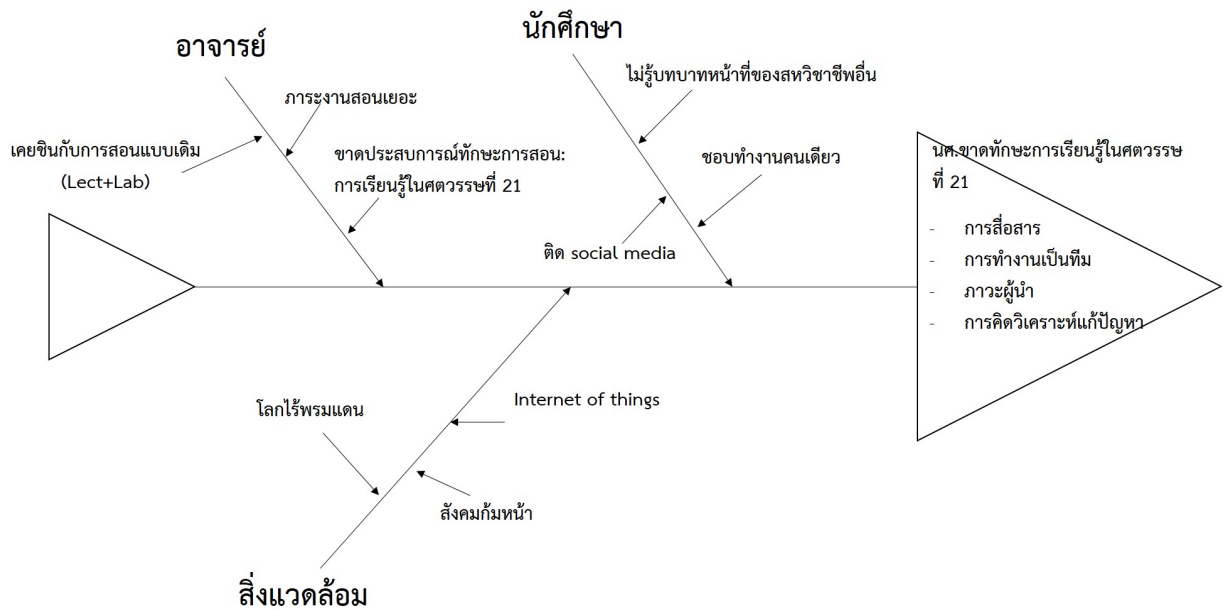 นักศึกษา
อาจารย์
ไม่รู้บทบาทหน้าที่ของสหวิชาชีพอื่น
ภาระงานสอนเยอะ
เคยชินกับการสอนแบบเดิม
(Lect+Lab)
ขาดประสบการณ์ทักษะการสอน:
การเรียนรู้ในศตวรรษที่ 21
ชอบทำงานคนเดียว
ติด social media
นศ.ขาดทักษะการเรียนรู้ในศตวรรษ
ที่ 21
- การสื่อสาร
- การทำงานเป็นทีม
- ภาวะผู้นำ
- การคิดวิเคราะห์แก้ปัญหา
Internet of things
โลกไร้พรมแดน
สังคมก้มหน้า
สิ่งแวดล้อม